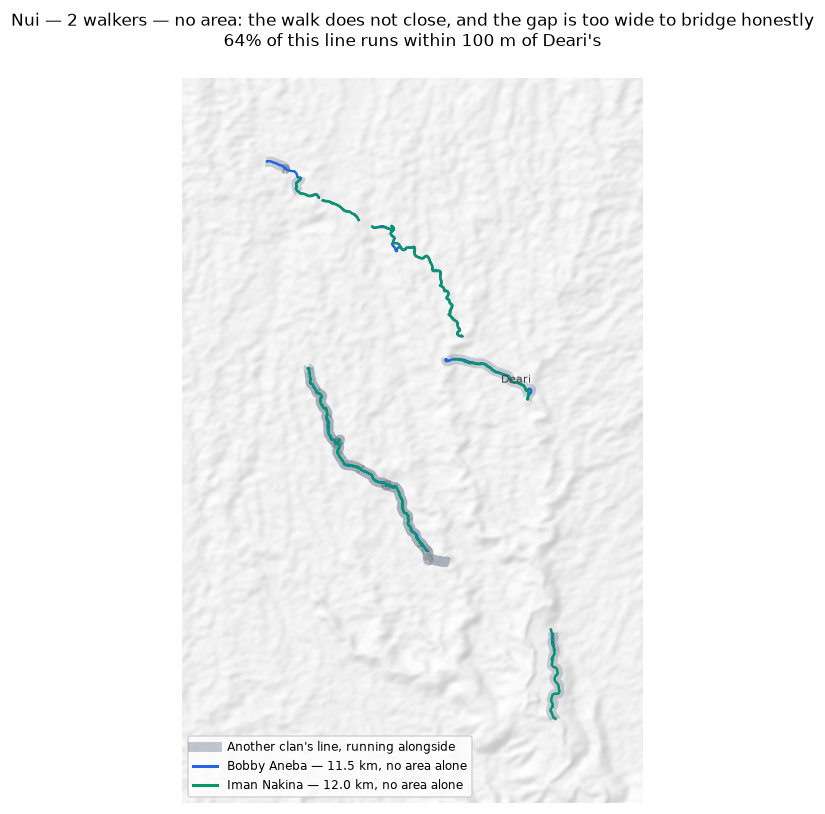 Nui — 2 walkers — no area: the walk does not close, and the gap is too wide to bridge honestly
64% of this line runs within 100 m of Deari's
Deari
Another clan's line, running alongside
Bobby Aneba — 11.5 km, no area alone
Iman Nakina — 12.0 km, no area alone